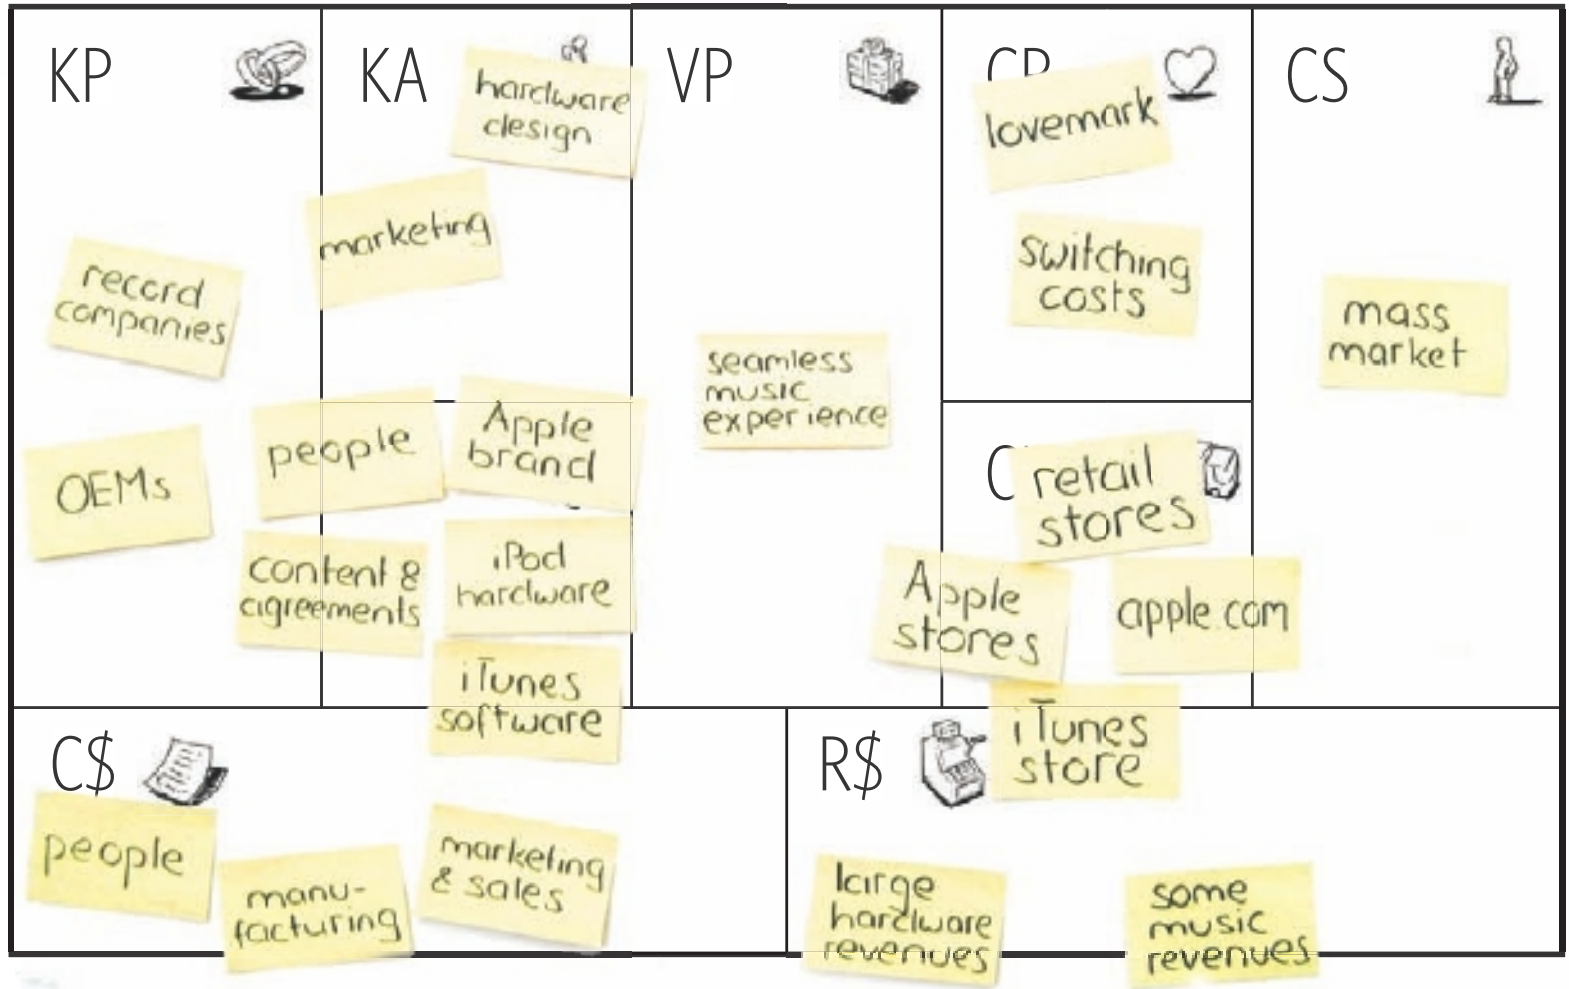 KP
record
companies
OEMs
KA
hardware
design
marketing
people
Apple
brand
content &
agreements
iPod
hardware
iTunes
software
VP
seamless
music
experience
CR
lovemark
switching
costs
C
retail
stores
Apple
stores
apple.com
iTunes
store
CS
mass
market
C$
people
manu-
facturing
marketing
& sales
R$
large
hardware
revenues
some
music
revenues